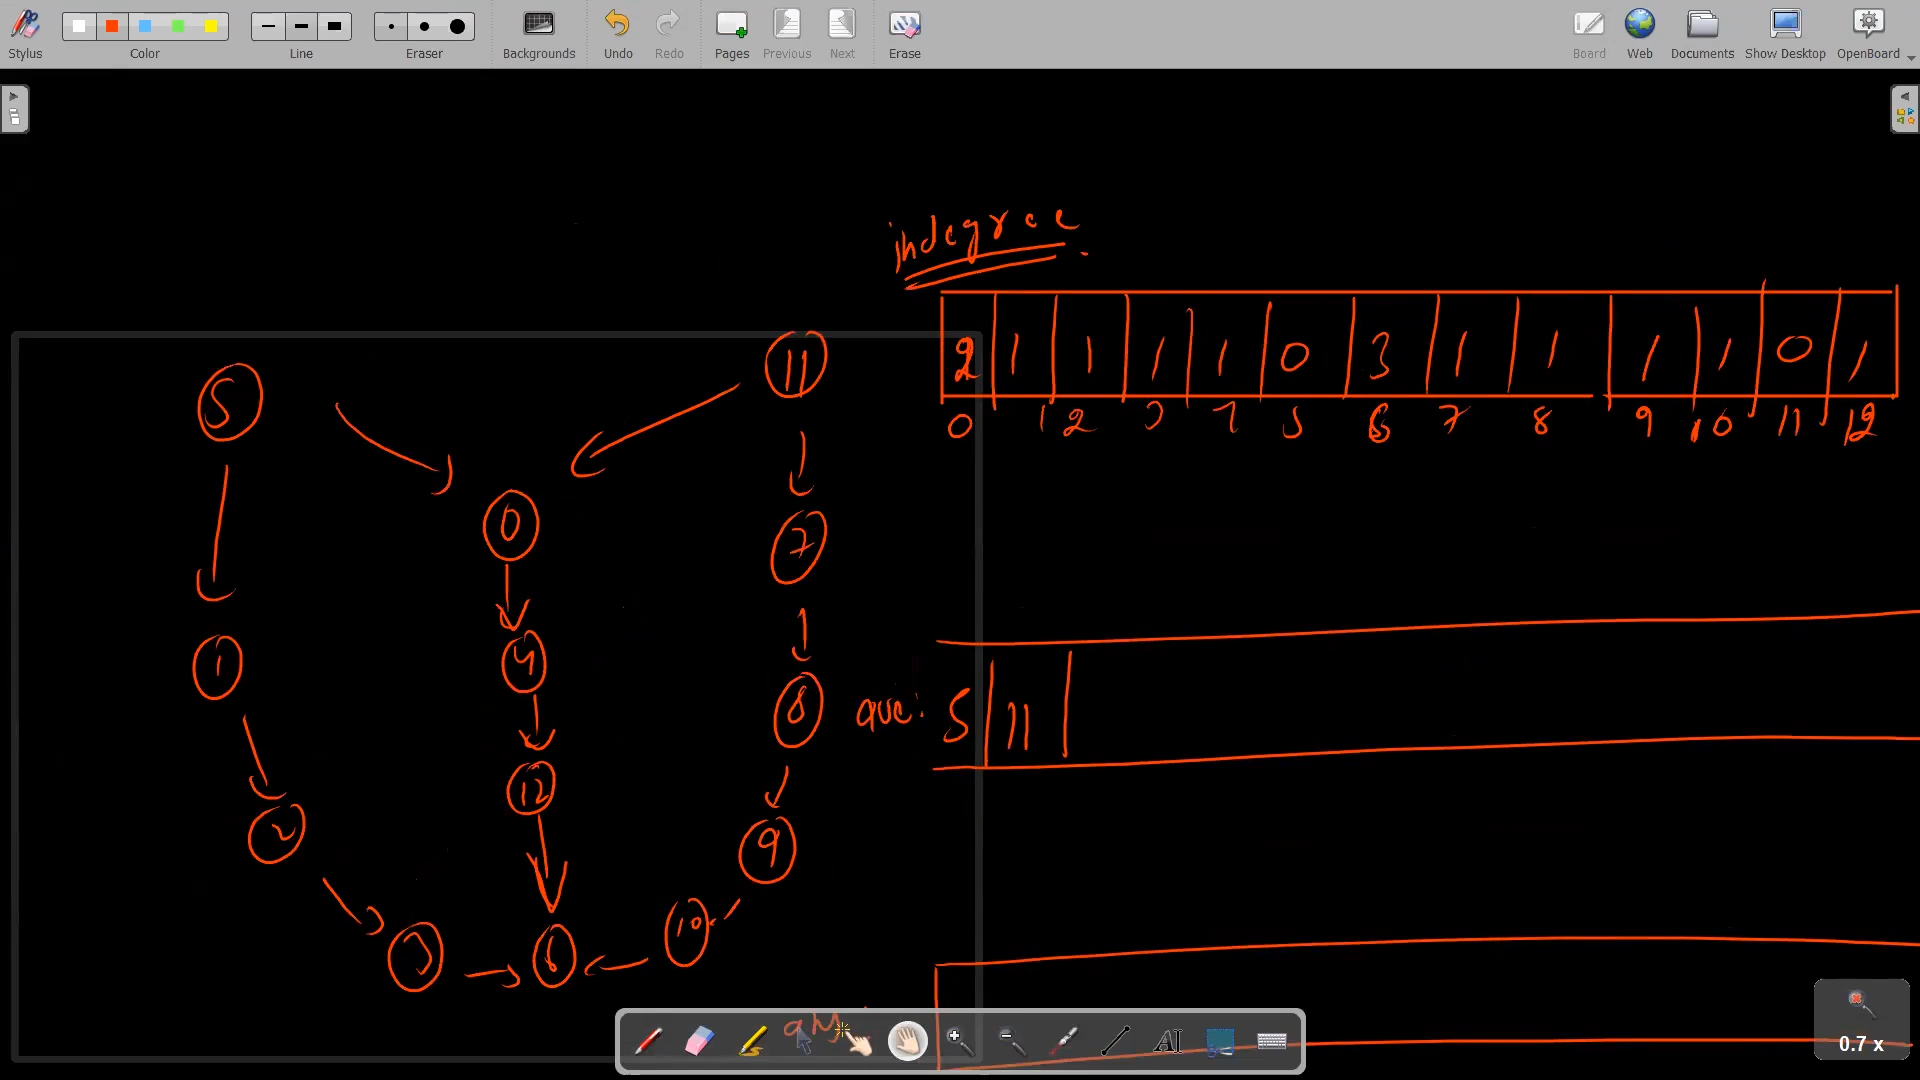 Stylus Color Line Eraser Backgrounds Undo Redo Pages Previous Next Erase Board Web Documents Show Desktop OpenBoard
indegree
2 1 1 1 1 0 3 1 1 1 1 0 1
0 1 2 3 4 5 6 7 8 9 10 11 12
5 11
0
7
1 4
8 que:
5 11
12
2 9
10
3 6
ans
0.7 x